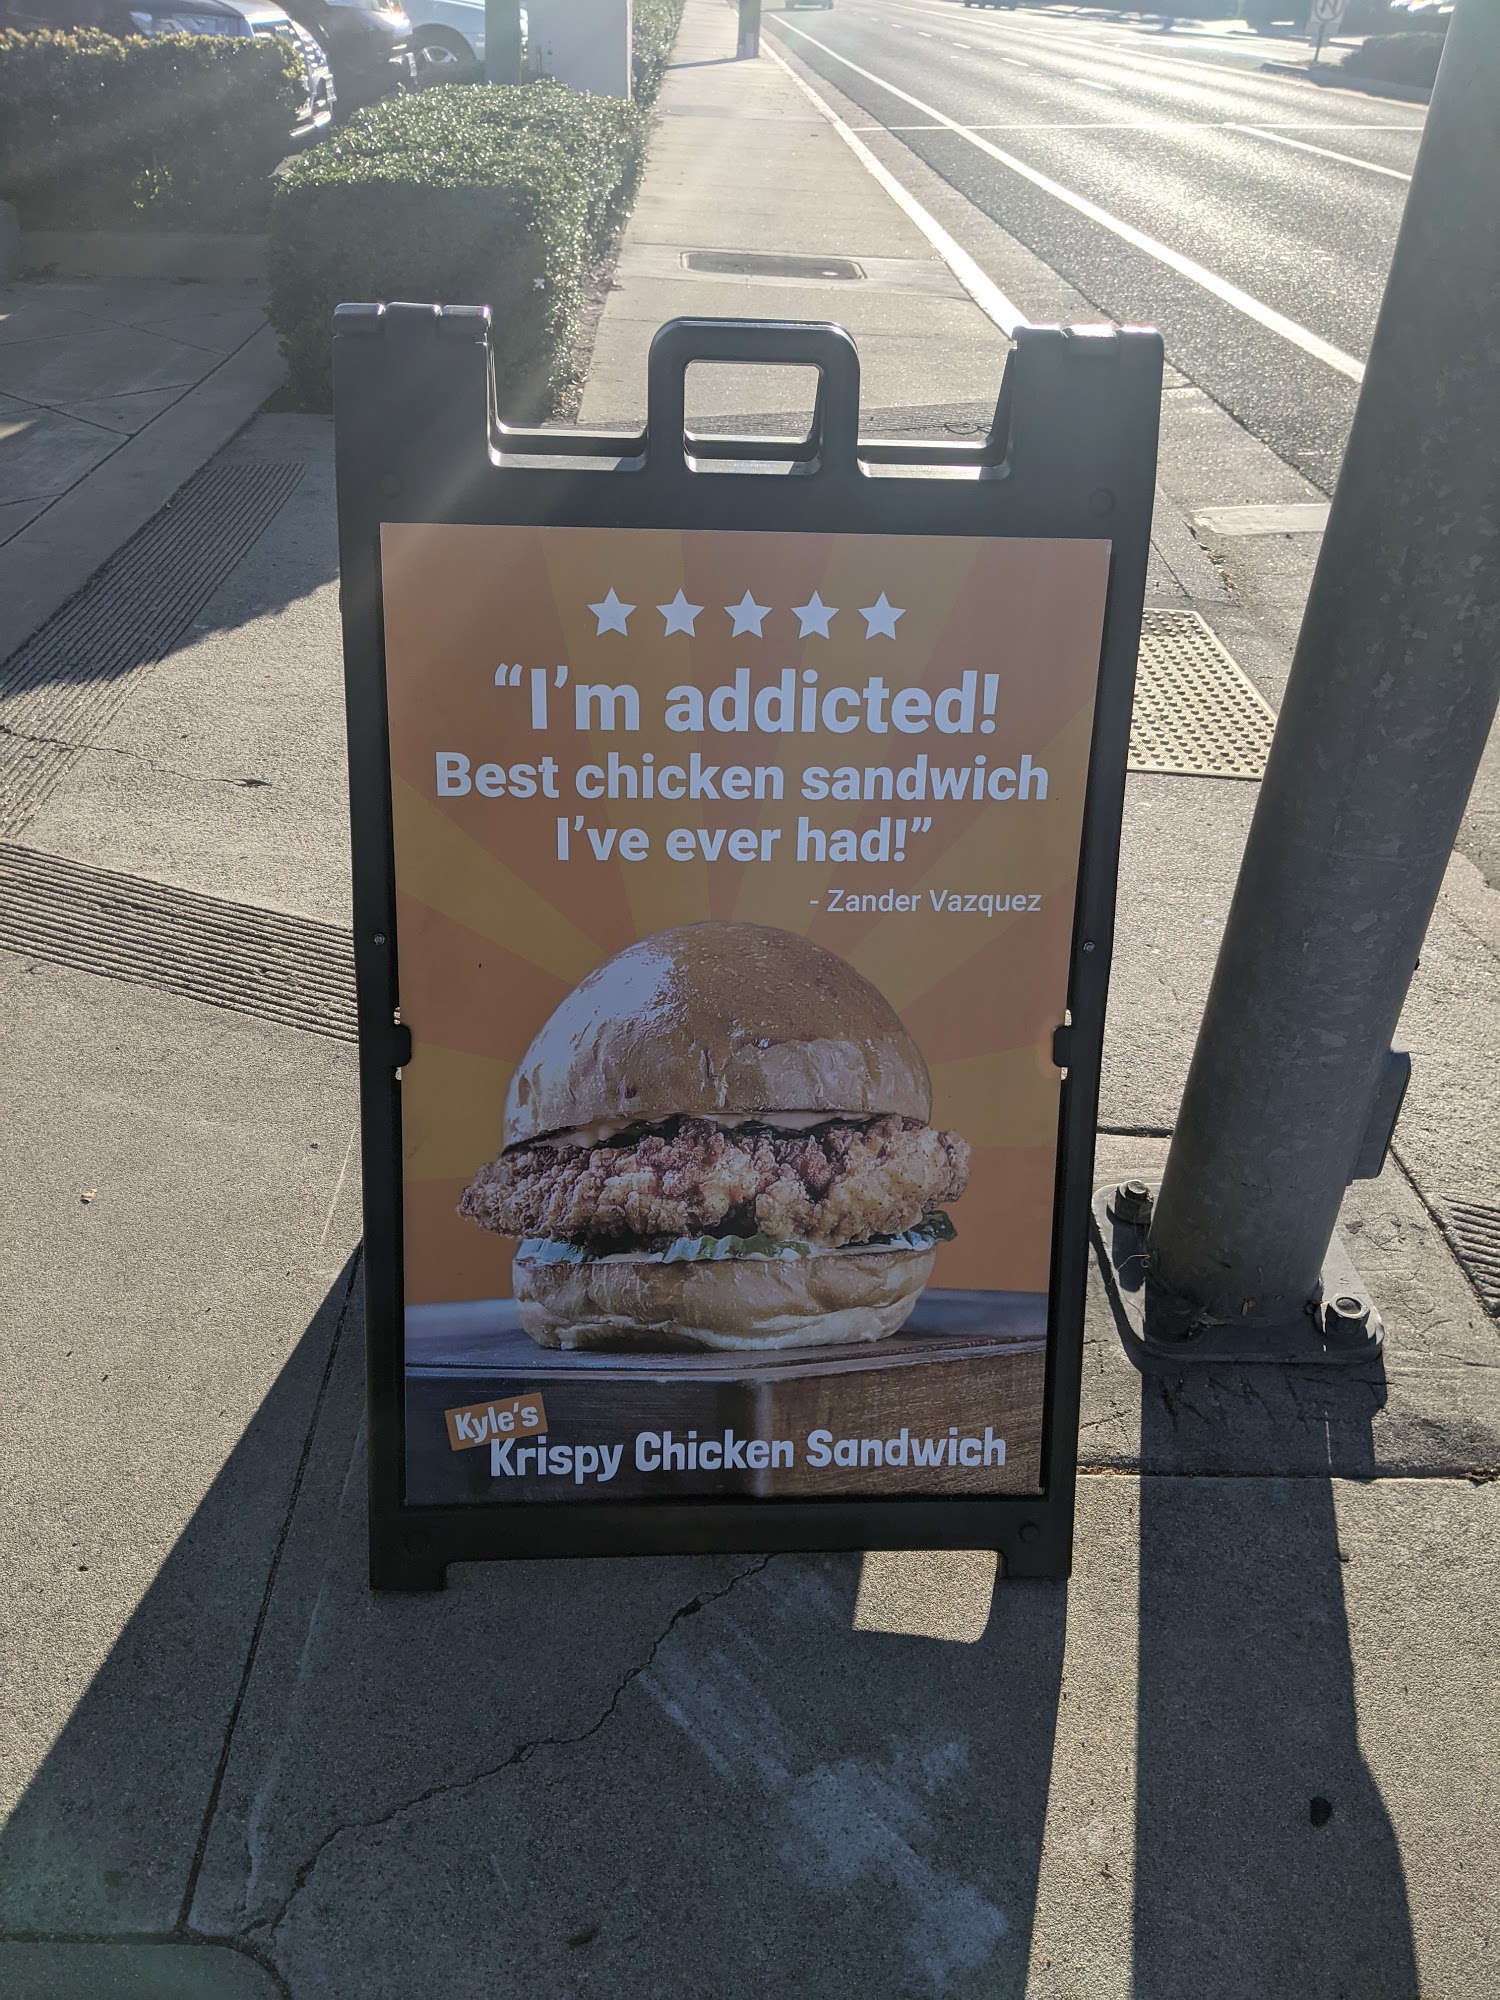 “I’m addicted!
Best chicken sandwich
I’ve ever had!”
- Zander Vazquez
Kyle’s
Krispy Chicken Sandwich